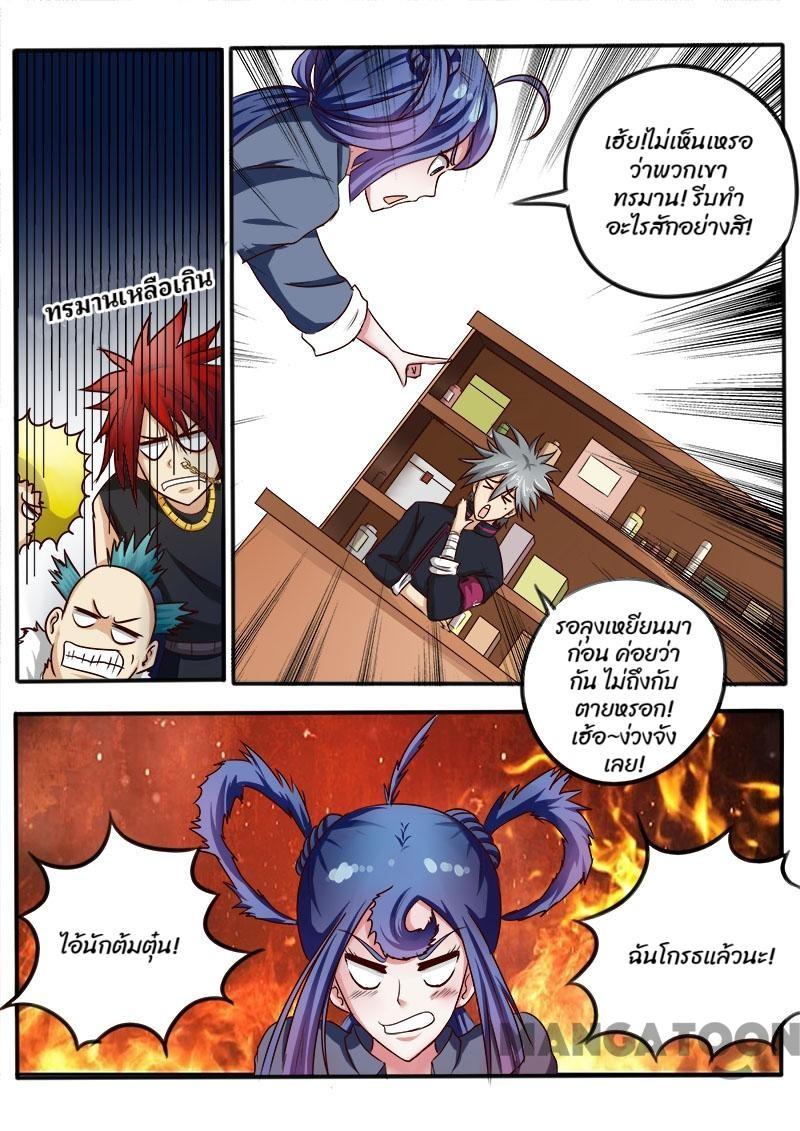 เฮ้ย!ไม่เห็นเหรอ
ว่าพวกเขา
ทรมาน! รีบทำ
อะไรสักอย่างสิ!
ทรมานเหลือเกิน
รอลุงเหยียนมา
ก่อน ค่อยว่า
กัน ไม่ถึงกับ
ตายหรอก!
เฮ้อ~ง่วงจัง
เลย!
ไอ้นักต้มตุ๋น!
ฉันโกรธแล้วนะ!
MANGATOON